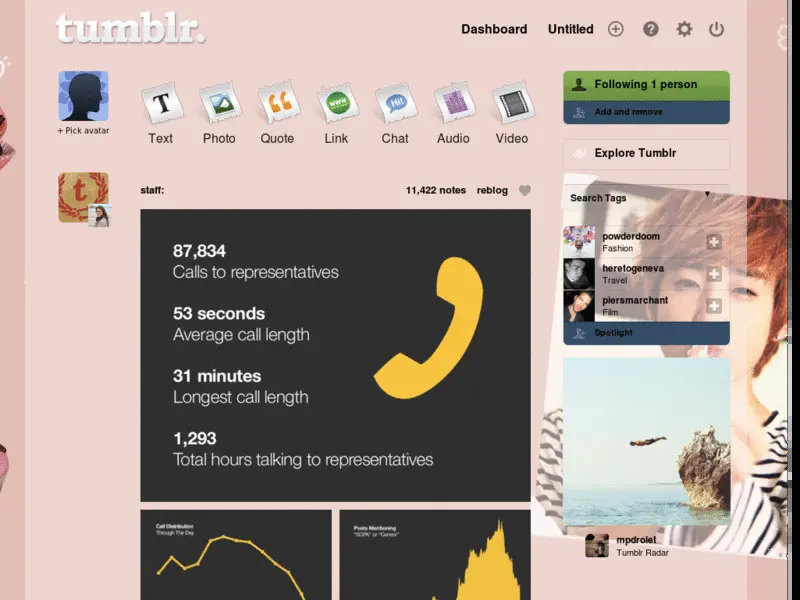 tumblr.
Dashboard
Untitled
+ Pick avatar
T
www
Hi!
Text
Photo
Quote
Link
Chat
Audio
Video
Following 1 person
Add and remove
Explore Tumblr
Search Tags
powderdoom
Fashion
heretogeneva
Travel
piersmarchant
Film
Spotlight
mpdrolet
Tumblr Radar
t
staff:
11,422 notes
reblog
87,834
Calls to representatives
53 seconds
Average call length
31 minutes
Longest call length
1,293
Total hours talking to representatives
Call Distribution
Through The Day
Posts Mentioning
"SOPA" or "Censor"